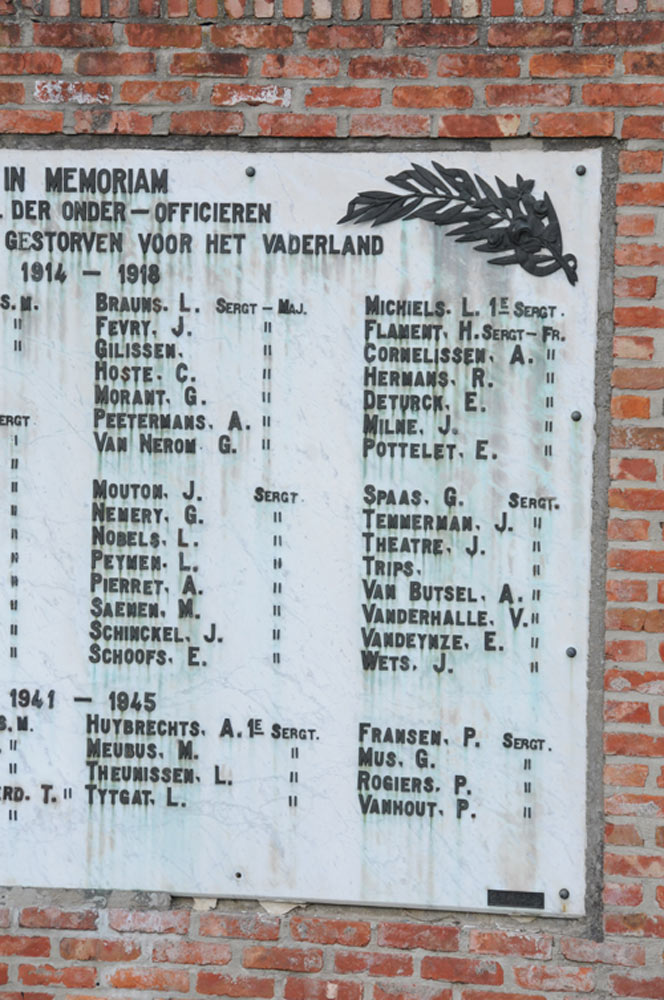 IN MEMORIAM
DER ONDER-OFFICIEREN
GESTORVEN VOOR HET VADERLAND
1914 - 1918
S.M. BRAUNS. L. SERGT-MAJ. MICHIELS. L. 1E SERGT.
" FEVRY. J. " FLAMENT. H. SERGT-FR.
" GILISSEN. " CORNELISSEN. A. "
HOSTE. C. " HERMANS. R. "
MORANT. G. " DETURCK. E. "
SERGT PEETERMANS. A. " MILNE. J. "
" VAN NEROM G. " POTTELET. E. "
" MOUTON. J. SERGT. SPAAS. G. SERGT.
" NEMERY. G. " TEMMERMAN. J. "
" NOBELS. L. " THEATRE. J. "
" PEYMEN. L. " TRIPS. "
" PIERRET. A. " VAN BUTSEL. A. "
" SAENEN. M. " VANDERHALLE. V. "
" SCHINCKEL. J. " VANDEYNZE. E. "
" SCHOOFS. E. " WETS. J. "
1941 - 1945
S.M. HUYBRECHTS. A. 1E SERGT. FRANSEN. P. SERGT.
" MEUBUS. M. " MUS. G. "
" THEUNISSEN. L. " ROGIERS. P. "
ERD. T. " TYTGAT. L. " VANHOUT. P. "
"